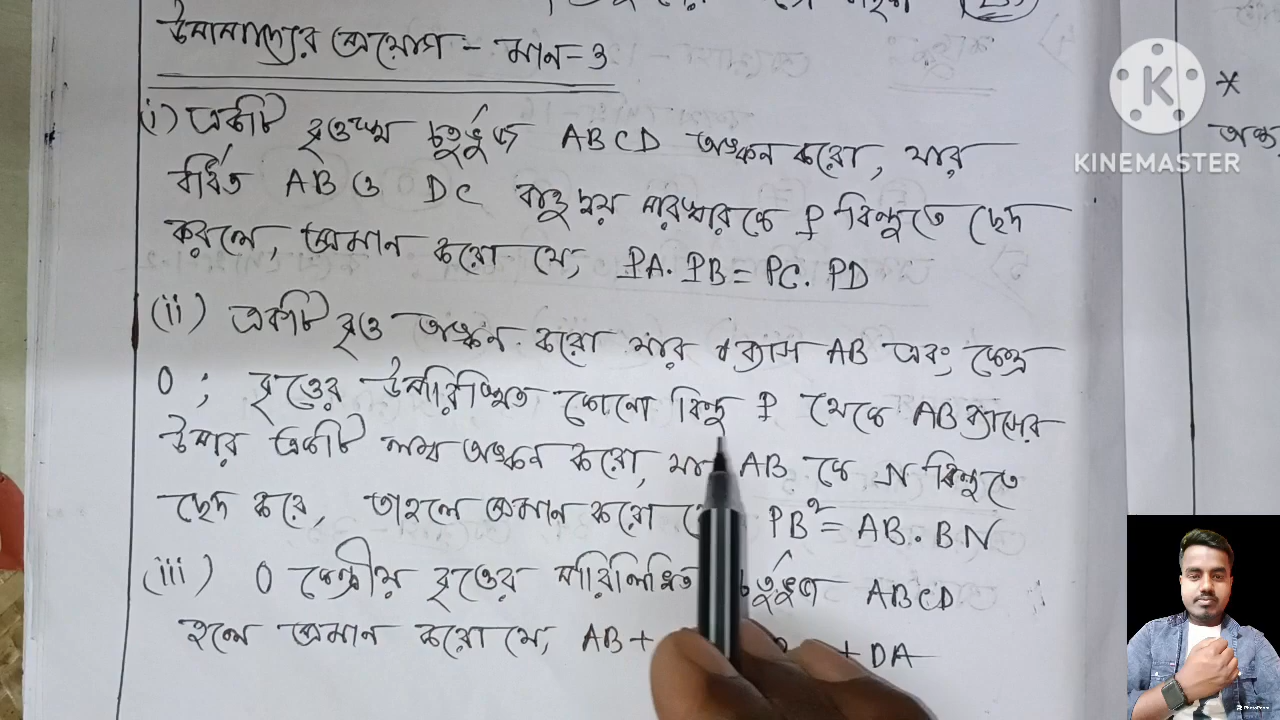 উপপাদ্যের প্রয়োগ - মান - ৩
(i) একটি বৃত্তস্থ চতুর্ভুজ ABCD অঙ্কন করো, যার
বর্ধিত AB ও DC বাহুদ্বয় পরস্পরকে P বিন্দুতে ছেদ
করলে, প্রমান করো যে, PA. PB = PC. PD
(ii) একটি বৃত্ত অঙ্কন করো যার ব্যাস AB এবং কেন্দ্র
O ; বৃত্তের উপরিস্থিত কোনো বিন্দু P থেকে AB ব্যাসের
উপর একটি লম্ব অঙ্কন করো, যা AB কে N বিন্দুতে
ছেদ করে, তাহলে প্রমান করো PB² = AB . BN
(iii) O কেন্দ্রীয় বৃত্তের পরিলিখিত চতুর্ভুজ ABCD
হলে প্রমান করো যে, AB + + DA
KINEMASTER
*